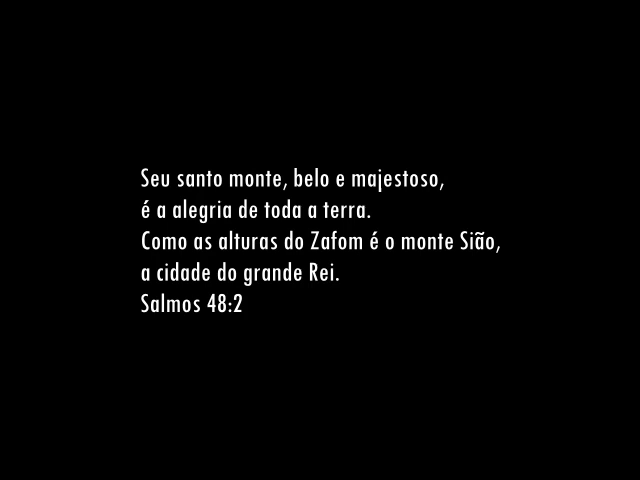 Seu santo monte, belo e majestoso,
é a alegria de toda a terra.
Como as alturas do Zafom é o monte Sião,
a cidade do grande Rei.
Salmos 48:2